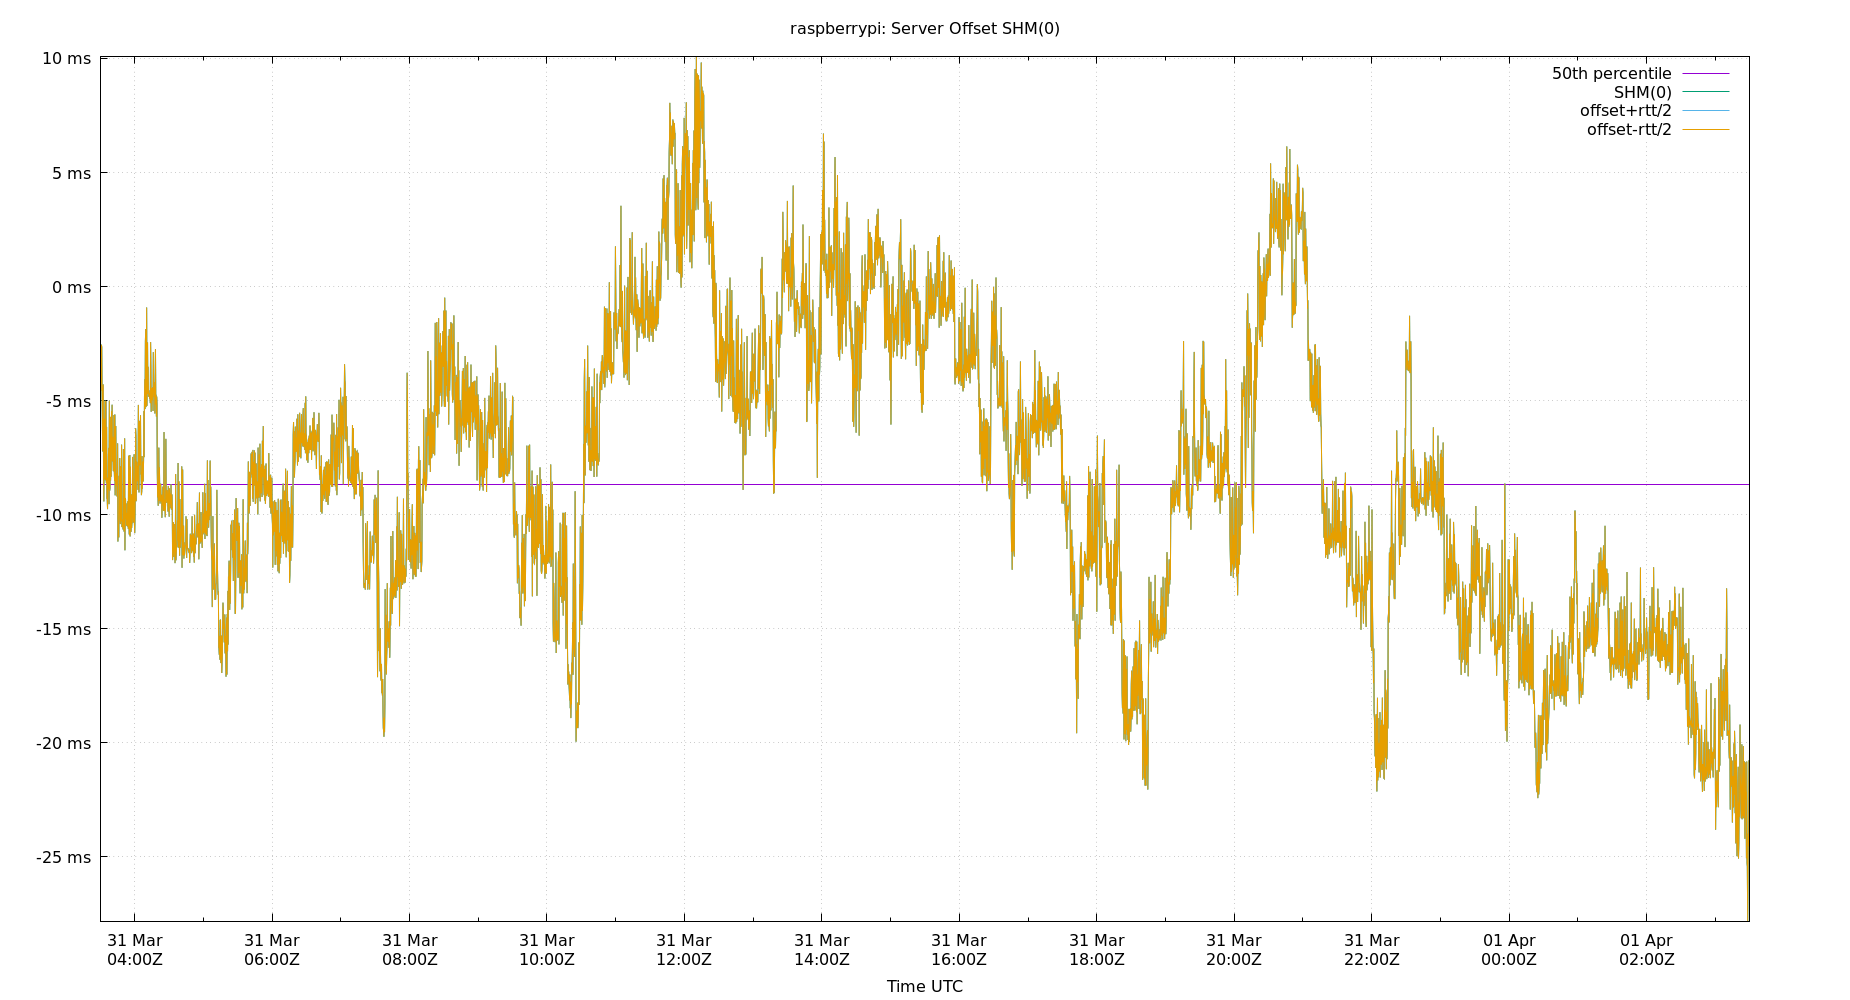 raspberrypi: Server Offset SHM(0)
10 ms
5 ms
0 ms
-5 ms
-10 ms
-15 ms
-20 ms
-25 ms
50th percentile
SHM(0)
offset+rtt/2
offset-rtt/2
31 Mar 31 Mar 31 Mar 31 Mar 31 Mar 31 Mar 31 Mar 31 Mar 31 Mar 31 Mar 01 Apr 01 Apr
04:00Z 06:00Z 08:00Z 10:00Z 12:00Z 14:00Z 16:00Z 18:00Z 20:00Z 22:00Z 00:00Z 02:00Z
Time UTC